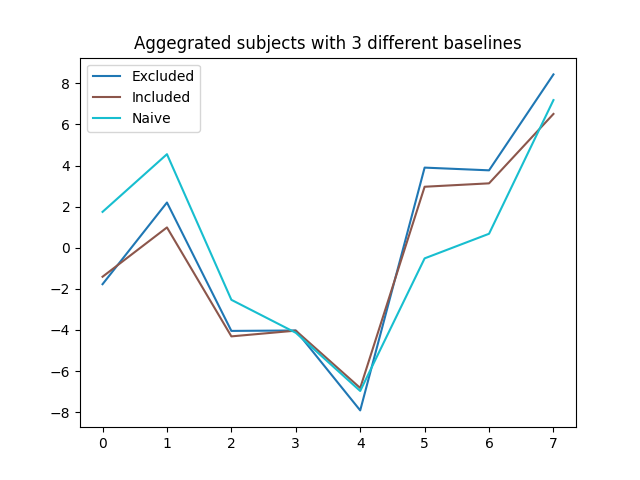 Aggegrated subjects with 3 different baselines
Excluded
Included
Naive
8
6
4
2
0
−2
−4
−6
−8
0 1 2 3 4 5 6 7